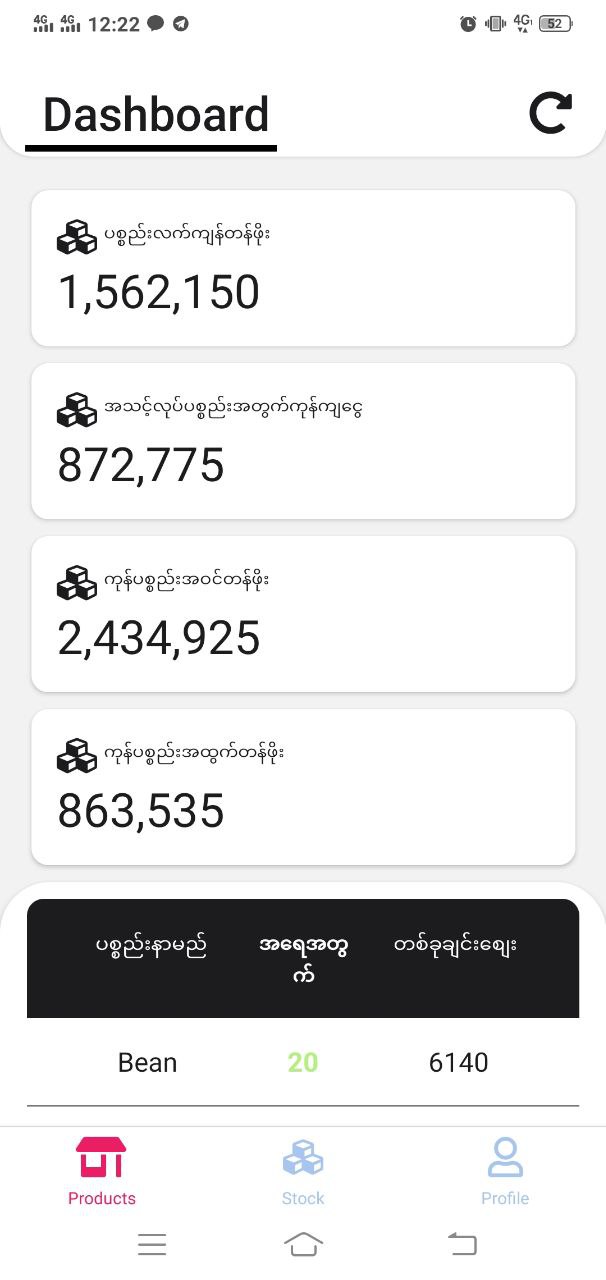 4G 4G 12:22 4G 52
Dashboard
ပစ္စည်းလက်ကျန်တန်ဖိုး
1,562,150
အသင့်လုပ်ပစ္စည်းအတွက်ကုန်ကျငွေ
872,775
ကုန်ပစ္စည်းအဝင်တန်ဖိုး
2,434,925
ကုန်ပစ္စည်းအထွက်တန်ဖိုး
863,535
ပစ္စည်းနာမည် အရေအတွ တစ်ခုချင်းဈေး
က်
Bean 20 6140
Products Stock Profile